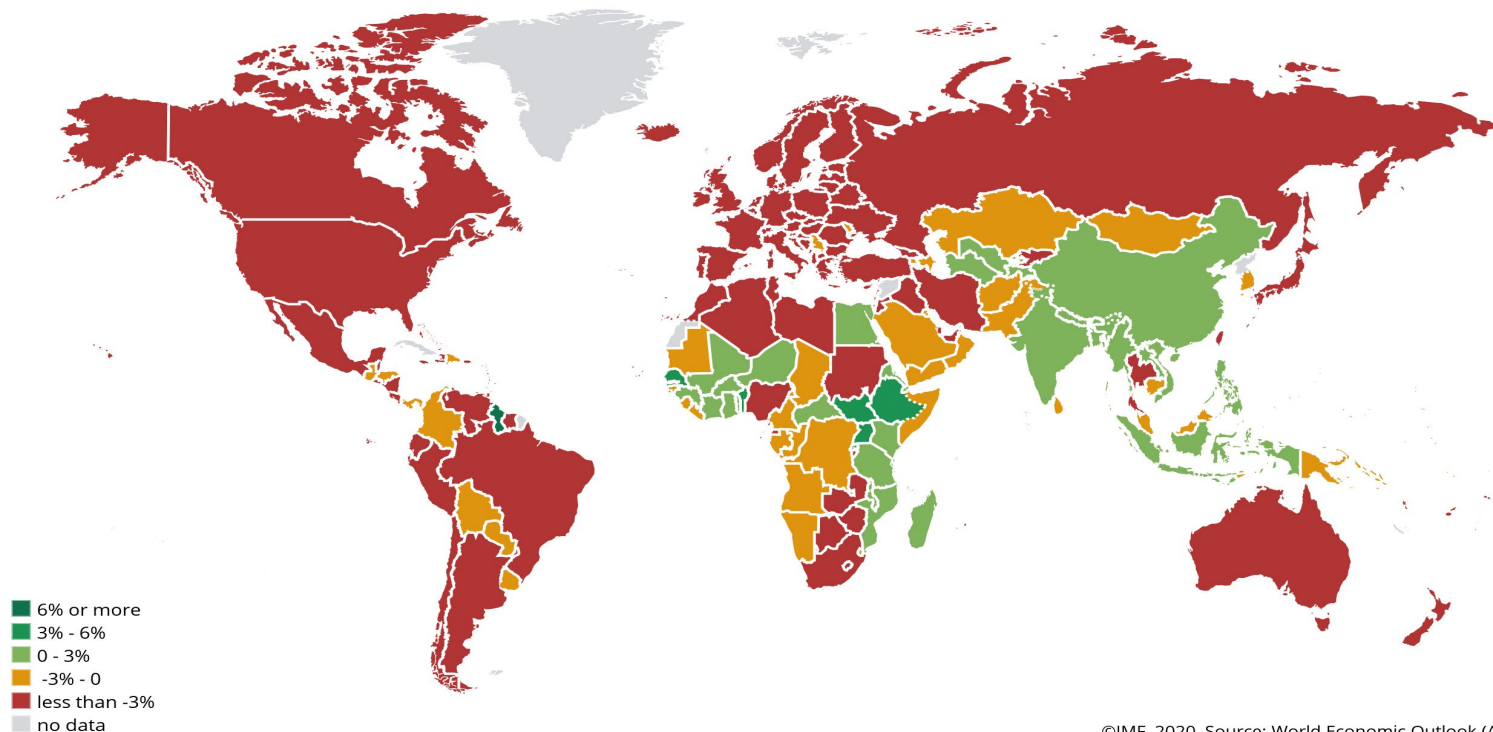 6% or more
3% - 6%
0 - 3%
-3% - 0
less than -3%
no data
©IMF, 2020, Source: World Economic Outlook (A